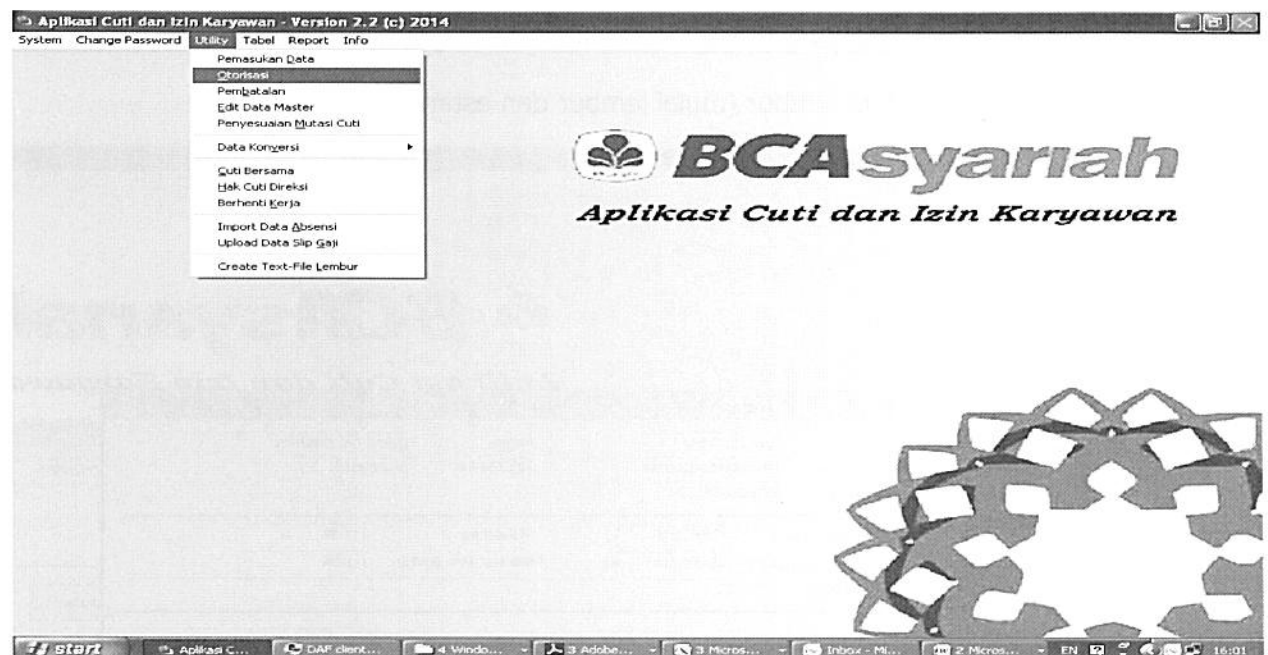 Aplikasi Cuti dan Izin Karyawan - Version 2.2 (c) 2014
System Change Password Utility Tabel Report Info
Pemasukan Data
Otorisasi
Pembatalan
Edit Data Master
Penyesuaian Mutasi Cuti
Data Konversi
Cuti Bersama
Hak Cuti Direksi
Berhenti Kerja
Import Data Absensi
Upload Data Slip Gaji
Create Text-File Lembur
BCAsyariah
Aplikasi Cuti dan Izin Karyawan
start Aplikasi C... DAF client... 4 Windo... 3 Adobe... 3 Micros... Inbox - Mi... 2 Micros... EN 16:01